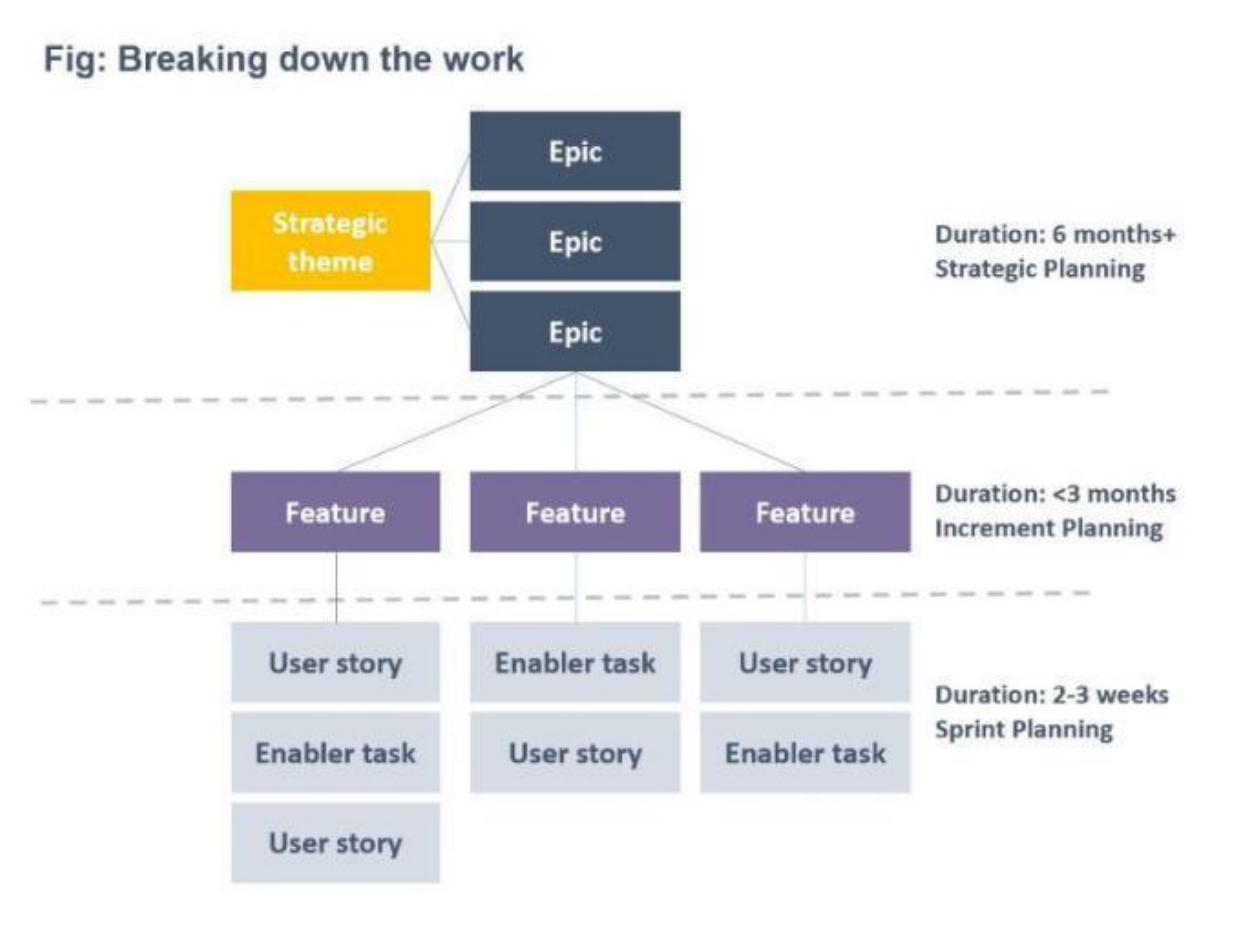 Fig: Breaking down the work
Epic
Strategic
theme
Epic
Epic
Duration: 6 months+
Strategic Planning
Feature
Feature
Feature
Duration: <3 months
Increment Planning
User story
Enabler task
User story
Enabler task
User story
Enabler task
User story
Duration: 2-3 weeks
Sprint Planning